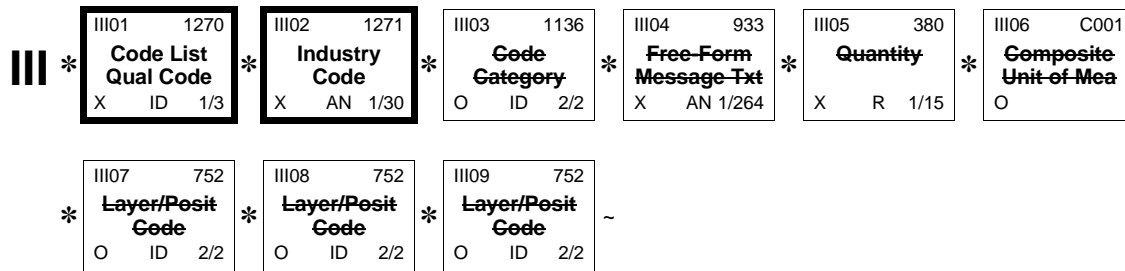 III01 1270 III02 1271 III03 1136 III04 933 III05 380 III06 C001
III * Code List * Industry * Code * Free-Form * Quantity * Composite
Qual Code Code Category Message Txt Unit of Mea
X ID 1/3 X AN 1/30 O ID 2/2 X AN 1/264 X R 1/15 O
III07 752 III08 752 III09 752
* Layer/Posit * Layer/Posit * Layer/Posit ~
Code Code Code
O ID 2/2 O ID 2/2 O ID 2/2